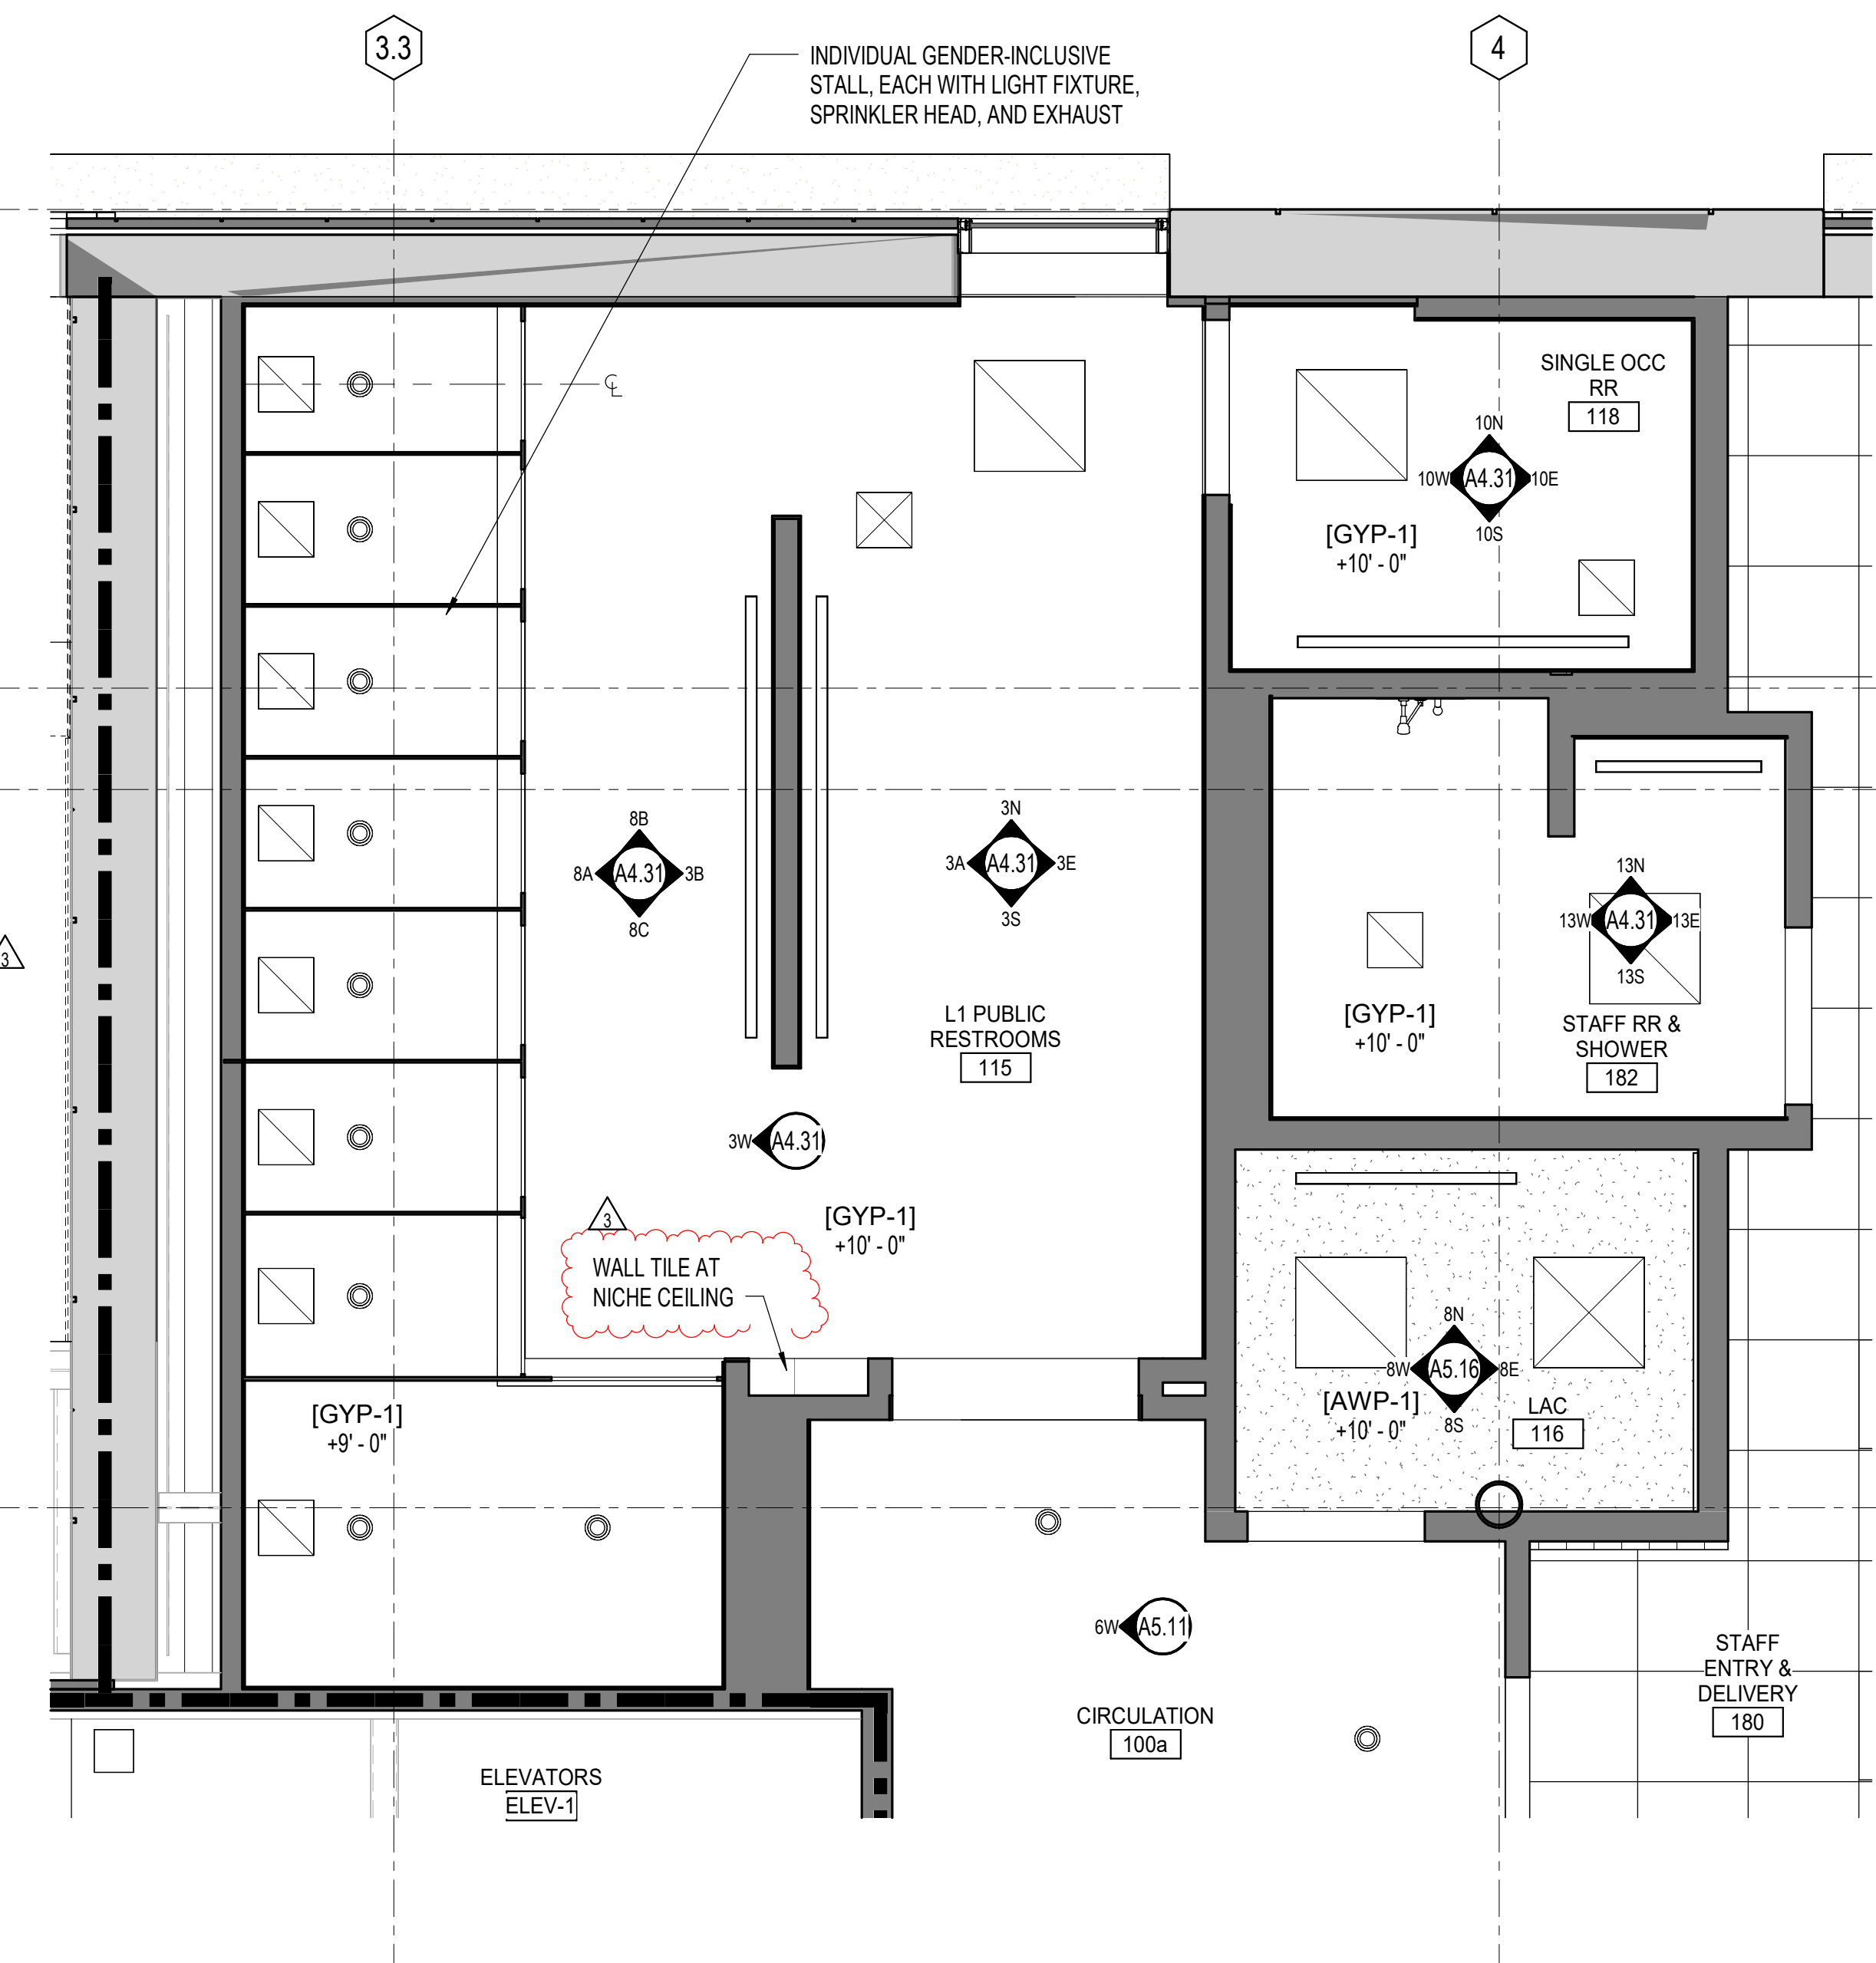 3.3
4
INDIVIDUAL GENDER-INCLUSIVE
STALL, EACH WITH LIGHT FIXTURE,
SPRINKLER HEAD, AND EXHAUST
SINGLE OCC
RR
118
℄
10N
10W A4.31 10E
10S
[GYP-1]
+10' - 0"
8B
8A A4.31 3B
8C
3N
3A A4.31 3E
3S
13N
13W A4.31 13E
13S
3
L1 PUBLIC
RESTROOMS
115
[GYP-1]
+10' - 0"
STAFF RR &
SHOWER
182
3W A4.31
3
WALL TILE AT
NICHE CEILING
[GYP-1]
+10' - 0"
8N
8W A5.16 8E
8S
[AWP-1]
+10' - 0"
LAC
116
[GYP-1]
+9' - 0"
6W A5.11
CIRCULATION
100a
STAFF
ENTRY &
DELIVERY
180
ELEVATORS
ELEV-1